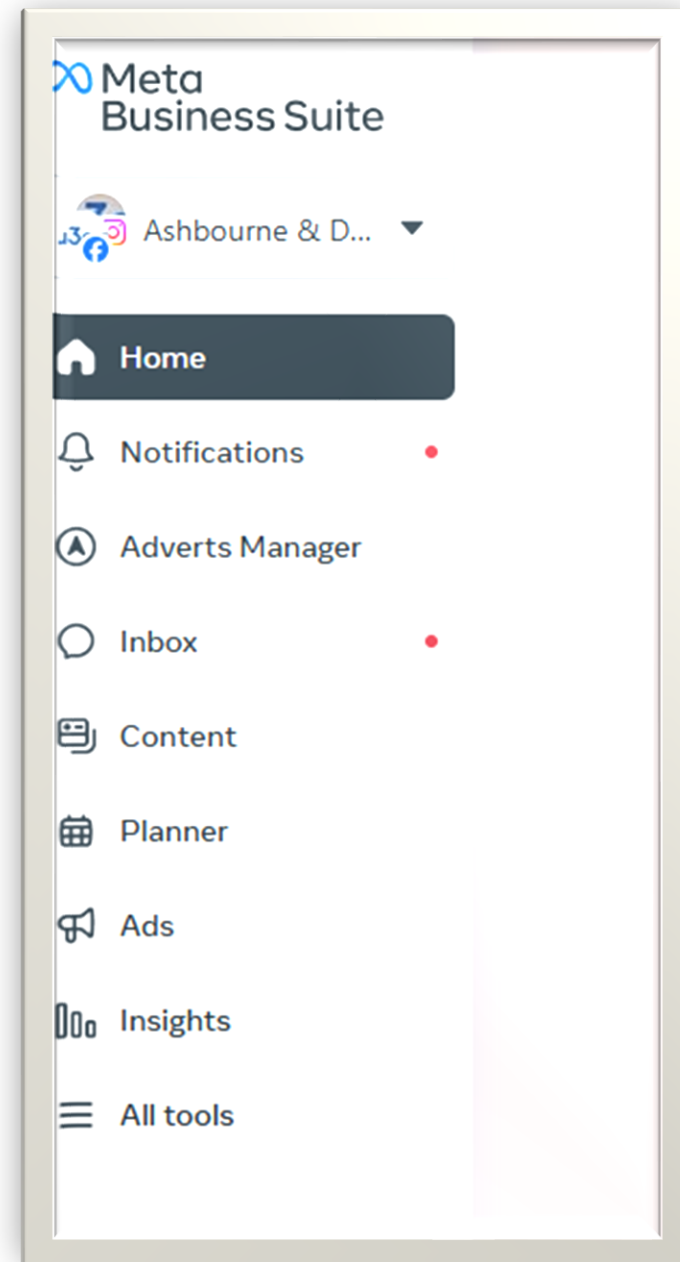 Meta
Business Suite
Ashbourne & D...
Home
Notifications
Adverts Manager
Inbox
Content
Planner
Ads
Insights
All tools